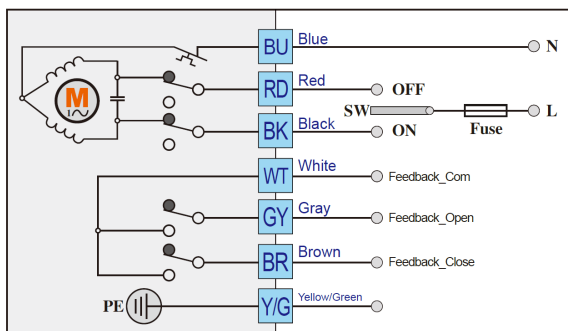 BU Blue N
M
1~
RD Red OFF
SW Fuse L
BK Black ON
WT White Feedback_Com
GY Gray Feedback_Open
BR Brown Feedback_Close
PE Y/G Yellow/Green